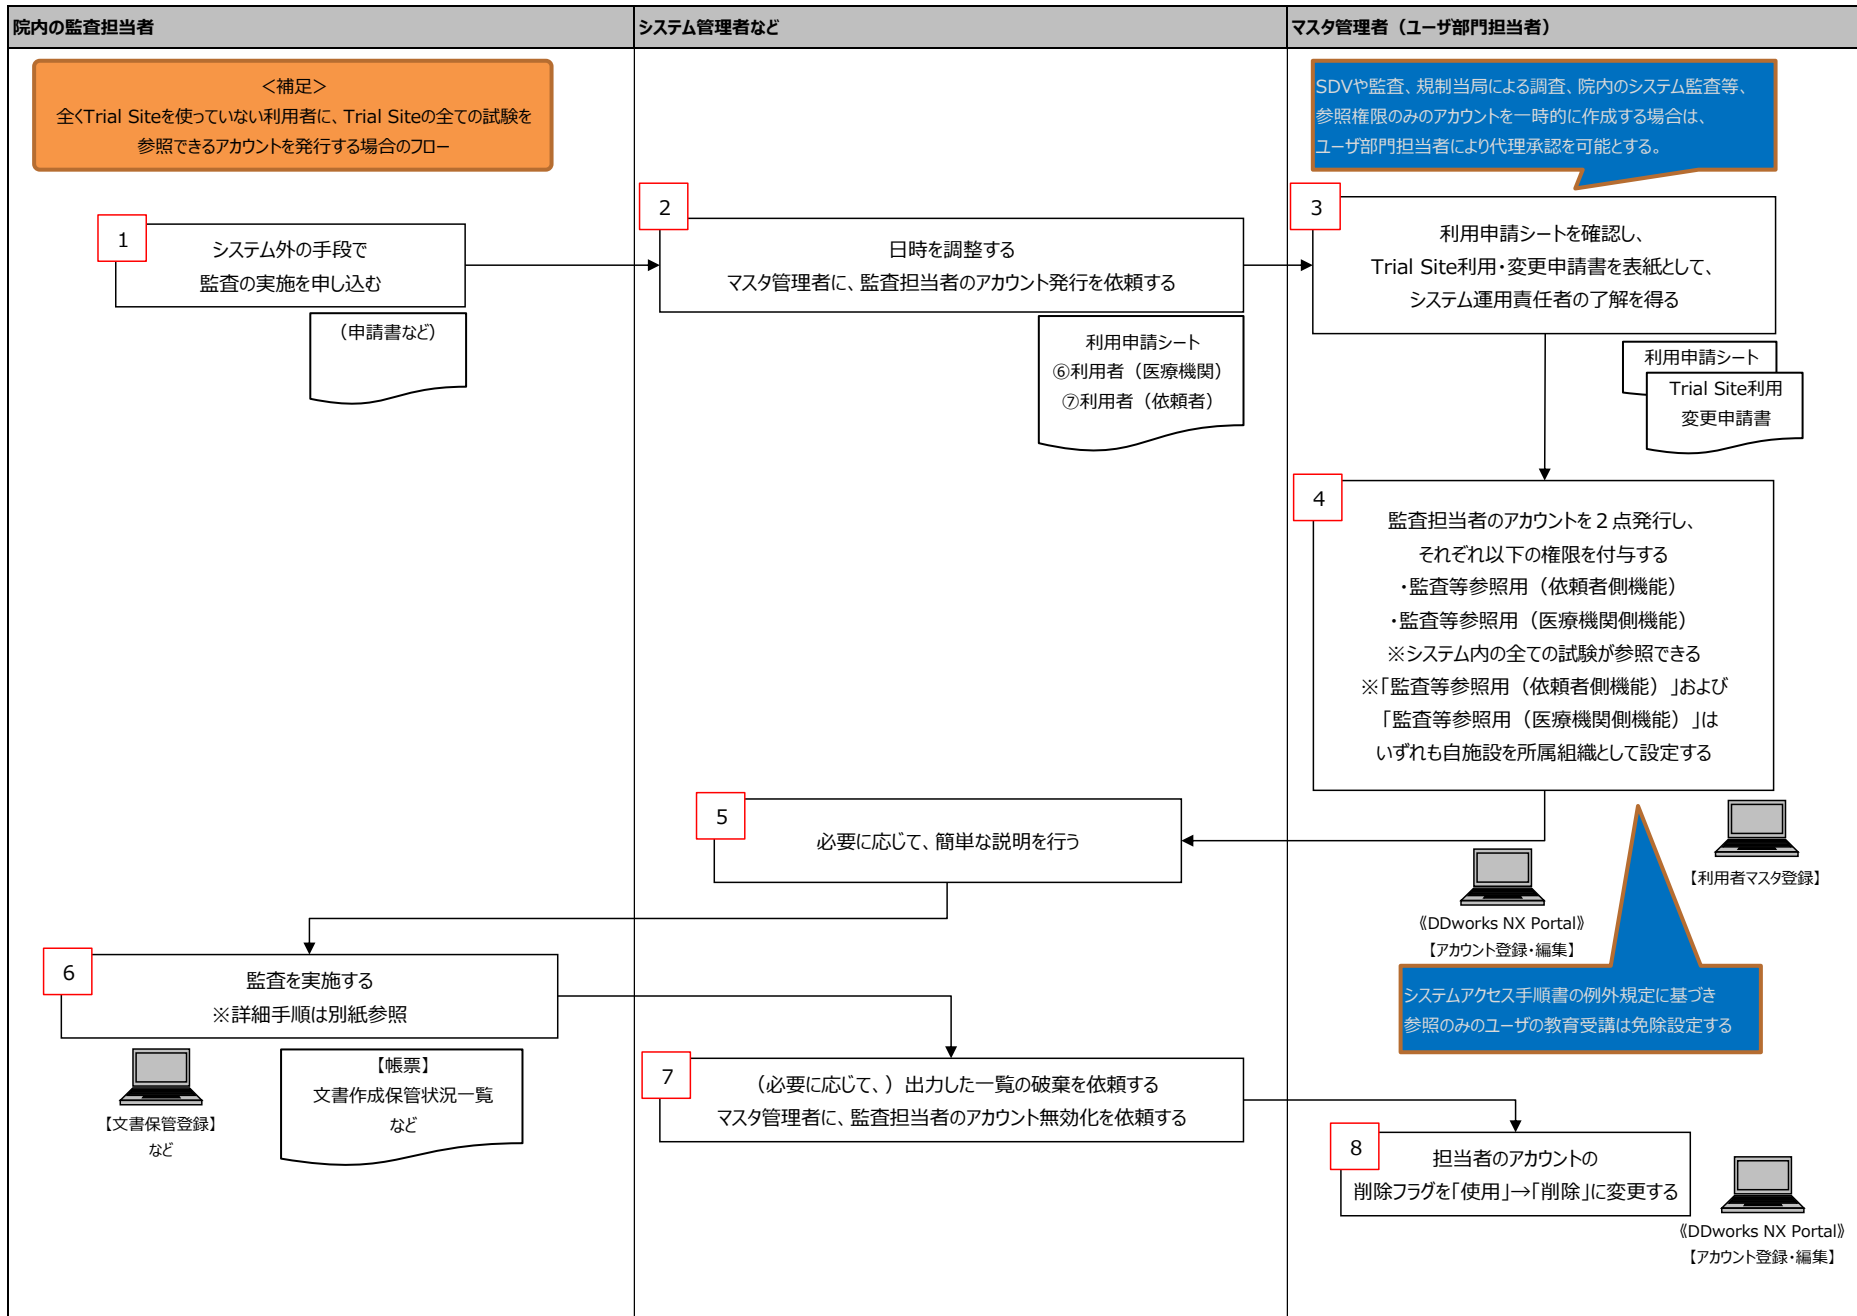 院内の監査担当者
システム管理者など
マスタ管理者（ユーザ部門担当者）
＜補足＞
全くTrial Siteを使っていない利用者に、Trial Siteの全ての試験を
参照できるアカウントを発行する場合のフロー
SDVや監査、規制当局による調査、院内のシステム監査等、
参照権限のみのアカウントを一時的に作成する場合は、
ユーザ部門担当者により代理承認を可能とする。
1
システム外の手段で
監査の実施を申し込む
（申請書など）
2
日時を調整する
マスタ管理者に、監査担当者のアカウント発行を依頼する
利用申請シート
⑥利用者（医療機関）
⑦利用者（依頼者）
3
利用申請シートを確認し、
Trial Site利用・変更申請書を表紙として、
システム運用責任者の了解を得る
利用申請シート
Trial Site利用
変更申請書
4
監査担当者のアカウントを２点発行し、
それぞれ以下の権限を付与する
・監査等参照用（依頼者側機能）
・監査等参照用（医療機関側機能）
※システム内の全ての試験が参照できる
※「監査等参照用（依頼者側機能）」および
「監査等参照用（医療機関側機能）」は
いずれも自施設を所属組織として設定する
5
必要に応じて、簡単な説明を行う
【利用者マスタ登録】
《DDworks NX Portal》
【アカウント登録・編集】
システムアクセス手順書の例外規定に基づき
参照のみのユーザの教育受講は免除設定する
6
監査を実施する
※詳細手順は別紙参照
【文書保管登録】
など
【帳票】
文書作成保管状況一覧
など
7
（必要に応じて、）出力した一覧の破棄を依頼する
マスタ管理者に、監査担当者のアカウント無効化を依頼する
8
担当者のアカウントの
削除フラグを「使用」→「削除」に変更する
《DDworks NX Portal》
【アカウント登録・編集】